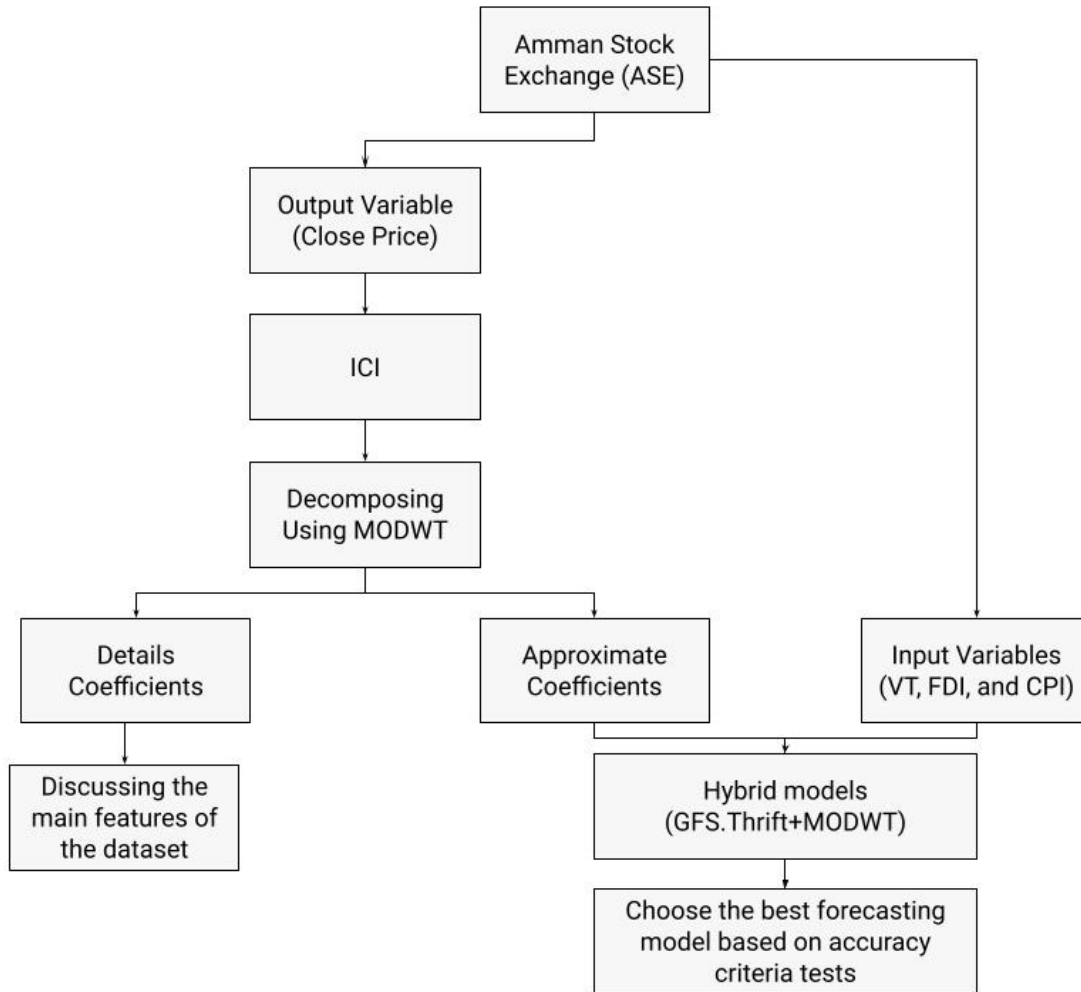 Amman Stock
Exchange (ASE)
Output Variable
(Close Price)
ICI
Decomposing
Using MODWT
Details
Coefficients
Approximate
Coefficients
Input Variables
(VT, FDI, and CPI)
Discussing the
main features of
the dataset
Hybrid models
(GFS.Thrift+MODWT)
Choose the best forecasting
model based on accuracy
criteria tests